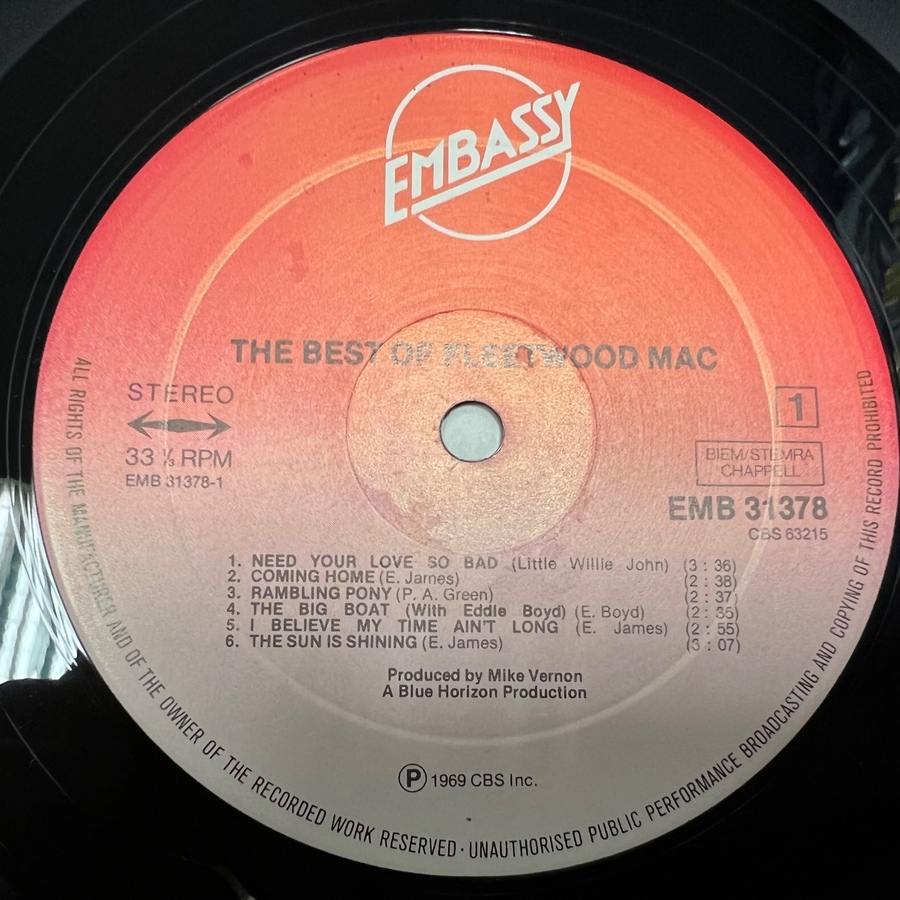 EMBASSY
THE BEST OF FLEETWOOD MAC
STEREO
33 ⅓ RPM
EMB 31378-1
1
BIEM/STEMRA
CHAPPELL
EMB 31378
CBS 63215
1. NEED YOUR LOVE SO BAD (Little Willie John) (3 : 36)
2. COMING HOME (E. James) (2 : 38)
3. RAMBLING PONY (P. A. Green) (2 : 37)
4. THE BIG BOAT (With Eddie Boyd) (E. Boyd) (2 : 35)
5. I BELIEVE MY TIME AIN'T LONG (E. James) (2 : 55)
6. THE SUN IS SHINING (E. James) (3 : 07)
Produced by Mike Vernon
A Blue Horizon Production
Ⓟ 1969 CBS Inc.
ALL RIGHTS OF THE MANUFACTURER AND OF THE OWNER OF THE RECORDED WORK RESERVED · UNAUTHORISED PUBLIC PERFORMANCE BROADCASTING AND COPYING OF THIS RECORD PROHIBITED